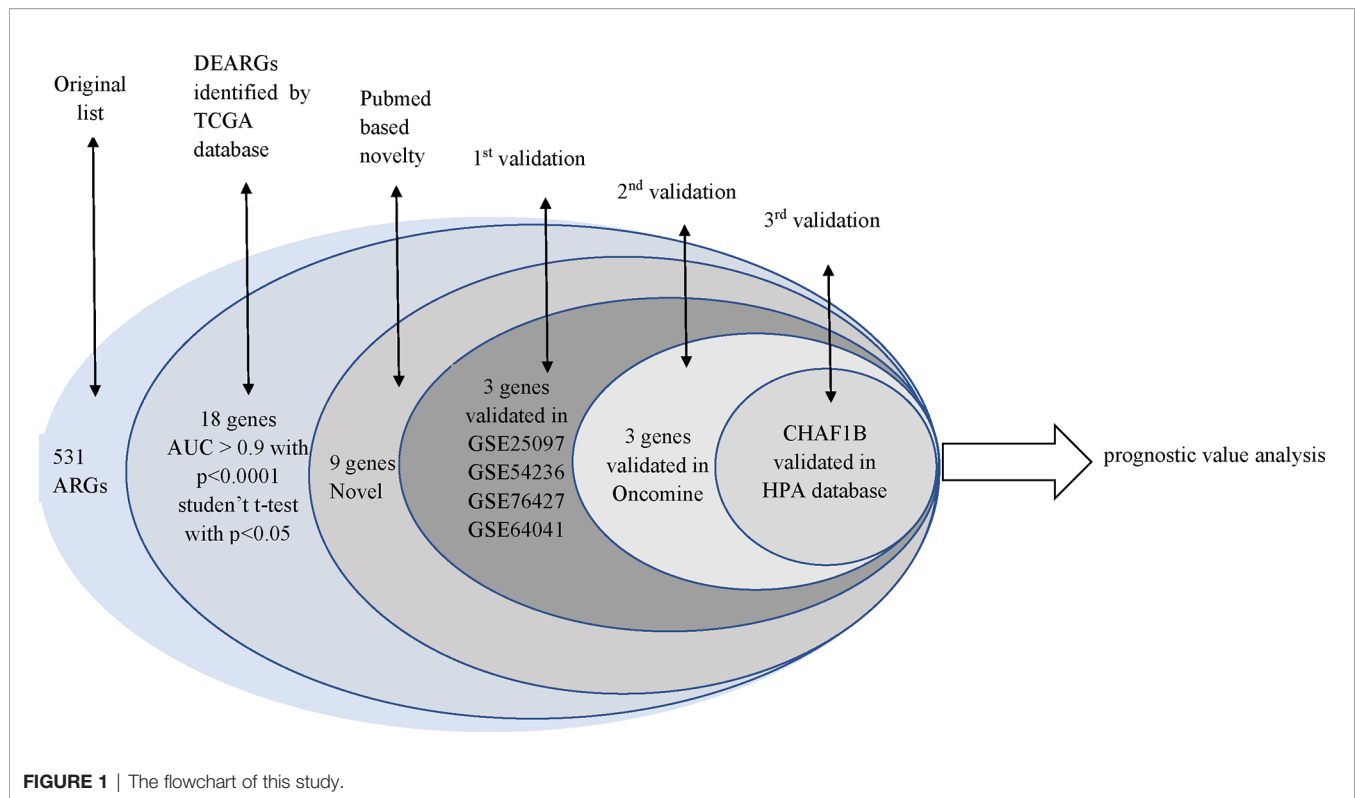 Original
list
DEARGs
identified by
TCGA
database
Pubmed
based
novelty
1st validation
2nd validation
3rd validation
531
ARGs
18 genes
AUC > 0.9 with
p<0.0001
studen't t-test
with p<0.05
9 genes
Novel
3 genes
validated in
GSE25097
GSE54236
GSE76427
GSE64041
3 genes
validated in
Oncomine
CHAF1B
validated in
HPA database
prognostic value analysis
FIGURE 1 | The flowchart of this study.